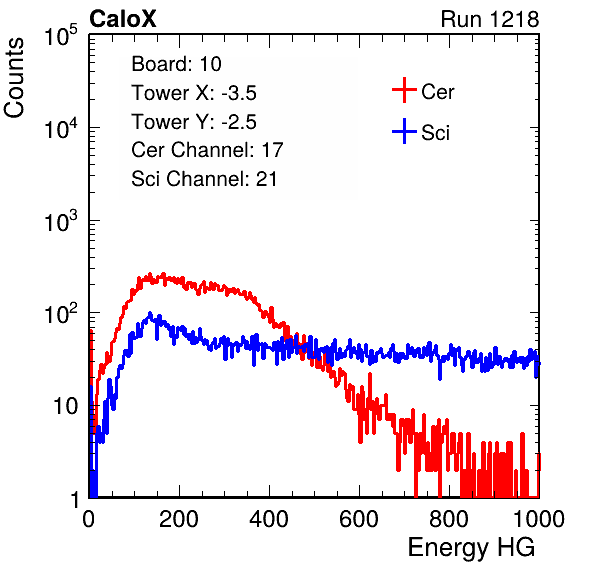 CaloX Run 1218
Counts
Board: 10
Tower X: -3.5
Tower Y: -2.5
Cer Channel: 17
Sci Channel: 21
Cer
Sci
10^5
10^4
10^3
10^2
10
1
0 200 400 600 800 1000
Energy HG